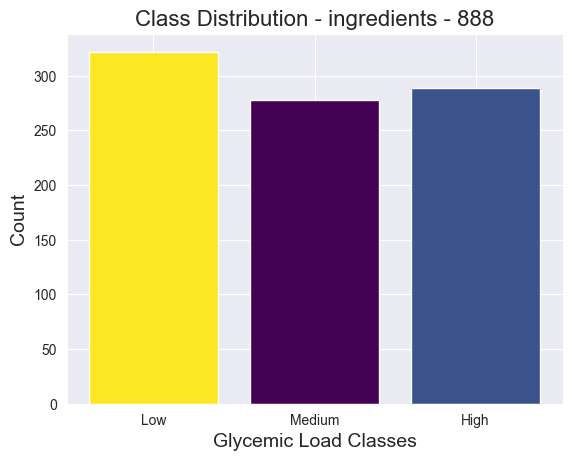 Class Distribution - ingredients - 888
300
250
200
150
100
50
0
Count
Low Medium High
Glycemic Load Classes